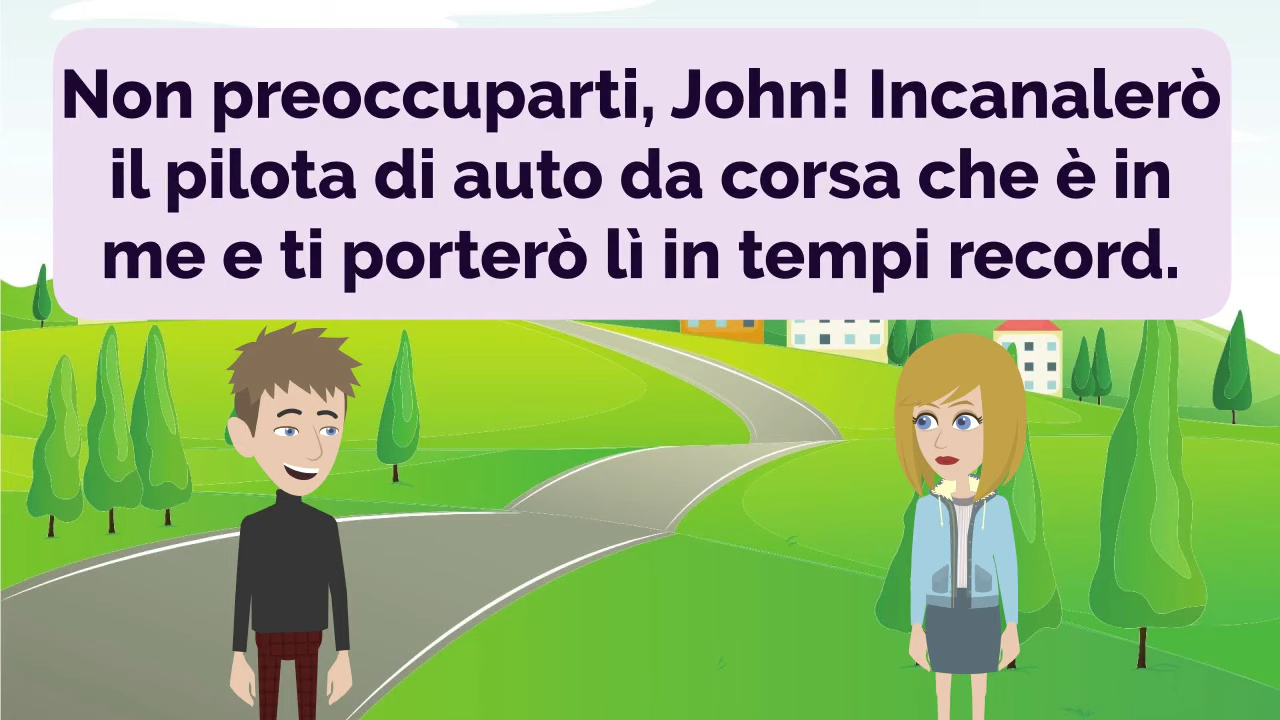 Non preoccuparti, John! Incanalerò
il pilota di auto da corsa che è in
me e ti porterò lì in tempi record.